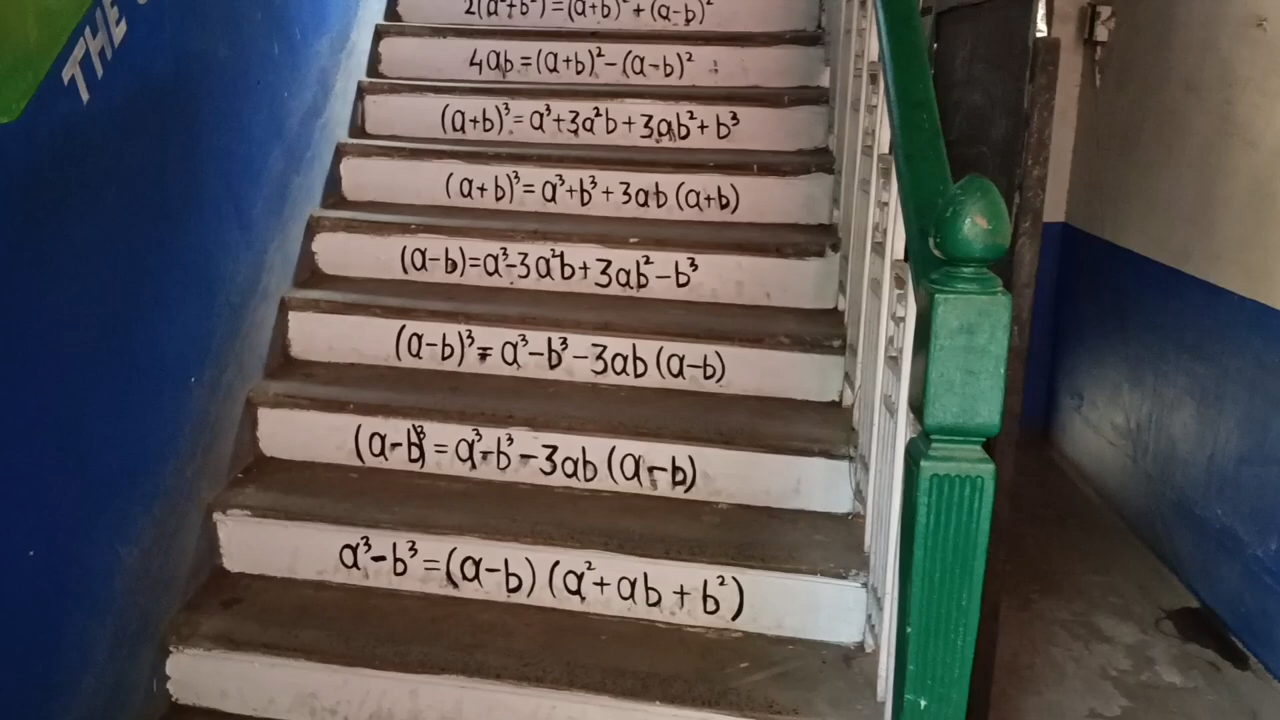 THE
2(a²+b²)=(a+b)²+(a-b)²
4ab=(a+b)²-(a-b)²
(a+b)³=a³+3a²b+3ab²+b³
(a+b)³=a³+b³+3ab(a+b)
(a-b)=a³-3a²b+3ab²-b³
(a-b)³=a³-b³-3ab(a-b)
(a-b)³=a³-b³-3ab(a-b)
a³-b³=(a-b)(a²+ab+b²)